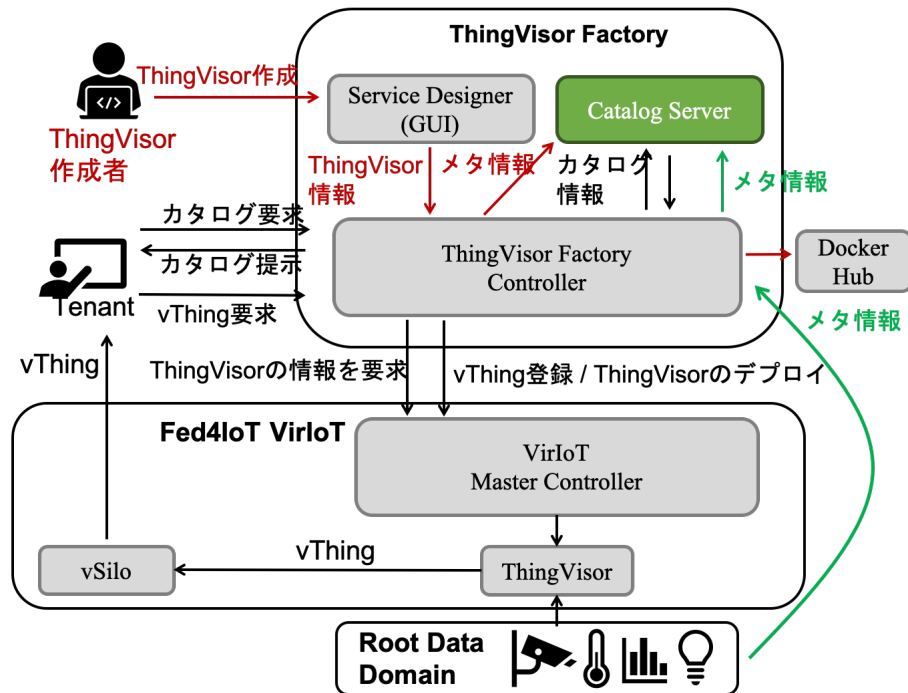 ThingVisor Factory
ThingVisor作成
Service Designer
(GUI)
Catalog Server
ThingVisor
作成者
ThingVisor
情報
メタ情報
カタログ
情報
メタ情報
カタログ要求
カタログ提示
Tenant
vThing要求
ThingVisor Factory
Controller
Docker
Hub
メタ情報
vThing
ThingVisorの情報を要求
vThing登録 / ThingVisorのデプロイ
Fed4IoT VirIoT
VirIoT
Master Controller
vThing
vSilo
ThingVisor
Root Data
Domain